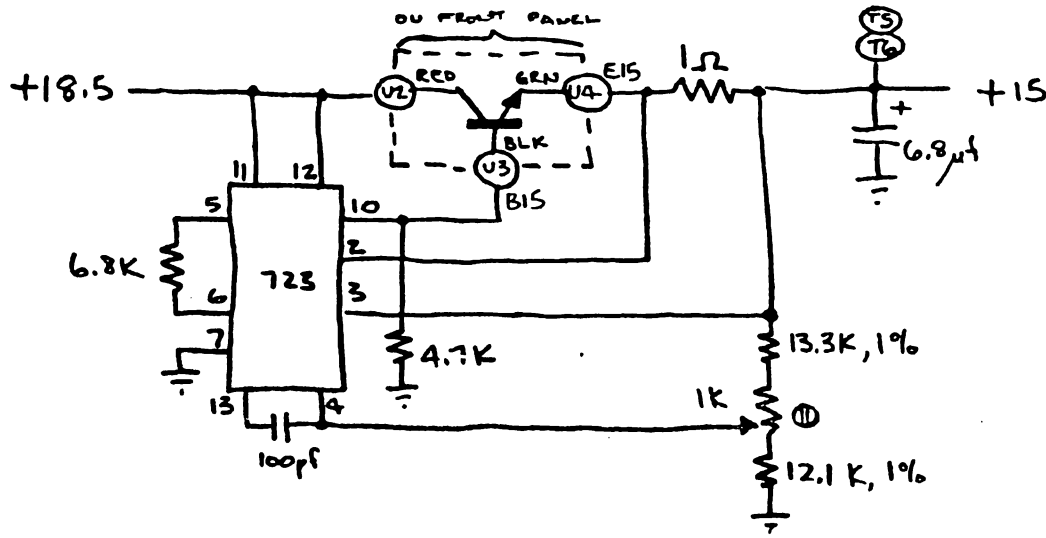 ON FRONT PANEL
T5
T6
+18.5
U2
RED
GRN
U4
E15
1Ω
+15
+
6.8μf
BLK
U3
B15
11
12
5
10
6.8K
2
723
6
3
7
4.7K
13
4
100pf
13.3K, 1%
1K
11
12.1K, 1%